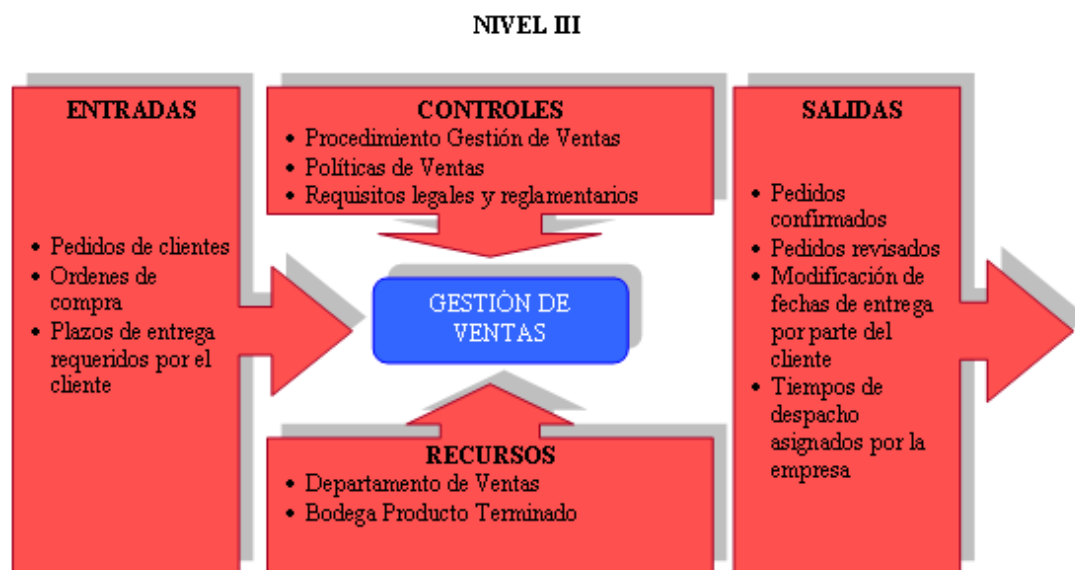 NIVEL III
ENTRADAS
• Pedidos de clientes
• Ordenes de
compra
• Plazos de entrega
requeridos por el
cliente
CONTROLES
• Procedimiento Gestión de Ventas
• Políticas de Ventas
• Requisitos legales y reglamentarios
GESTIÓN DE
VENTAS
RECURSOS
• Departamento de Ventas
• Bodega Producto Terminado
SALIDAS
• Pedidos
confirmados
• Pedidos revisados
• Modificación de
fechas de entrega
por parte del
cliente
• Tiempos de
despacho
asignados por la
empresa